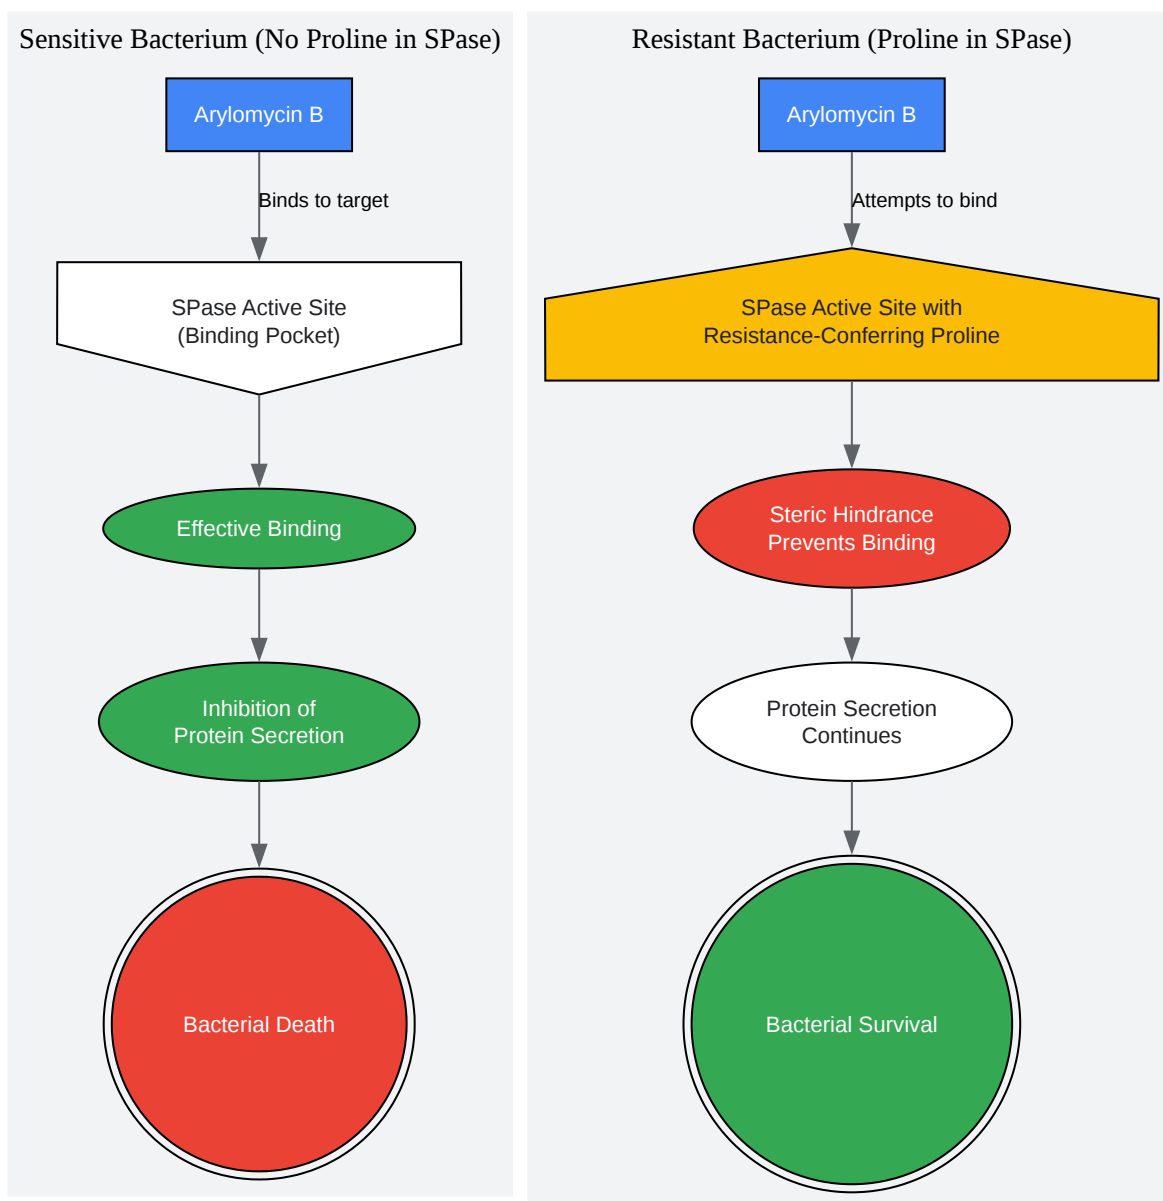 Sensitive Bacterium (No Proline in SPase)
Arylomycin B
Binds to target
SPase Active Site
(Binding Pocket)
Effective Binding
Inhibition of
Protein Secretion
Bacterial Death
Resistant Bacterium (Proline in SPase)
Arylomycin B
Attempts to bind
SPase Active Site with
Resistance-Conferring Proline
Steric Hindrance
Prevents Binding
Protein Secretion
Continues
Bacterial Survival